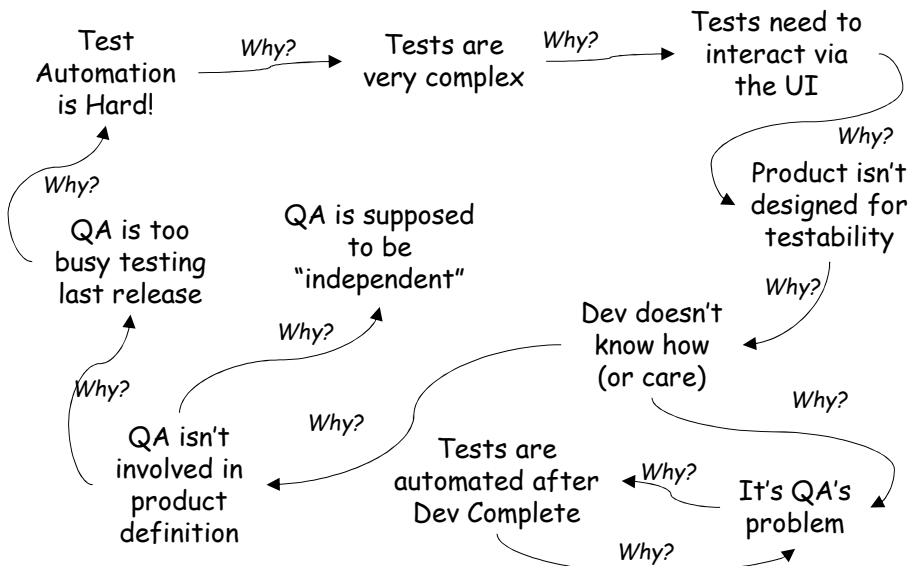 Test
Automation
is Hard!
Why?
Tests are
very complex
Why?
Tests need to
interact via
the UI
Why?
Product isn't
designed for
testability
Why?
Dev doesn't
know how
(or care)
Why?
It's QA's
problem
Why?
Tests are
automated after
Dev Complete
Why?
Why?
QA isn't
involved in
product
definition
Why?
QA is supposed
to be
"independent"
Why?
QA is too
busy testing
last release
Why?